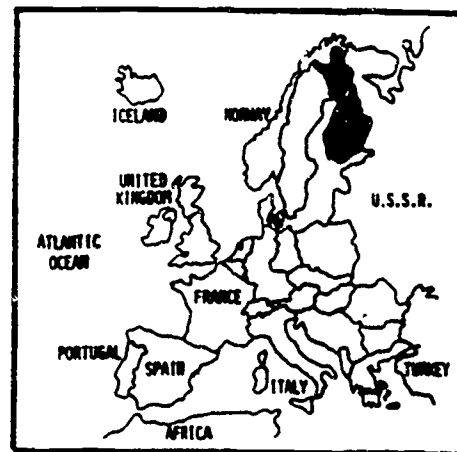 ICELAND
NORWAY
UNITED
KINGDOM
U.S.S.R.
ATLANTIC
OCEAN
FRANCE
PORTUGAL
SPAIN
ITALY
TURKEY
AFRICA